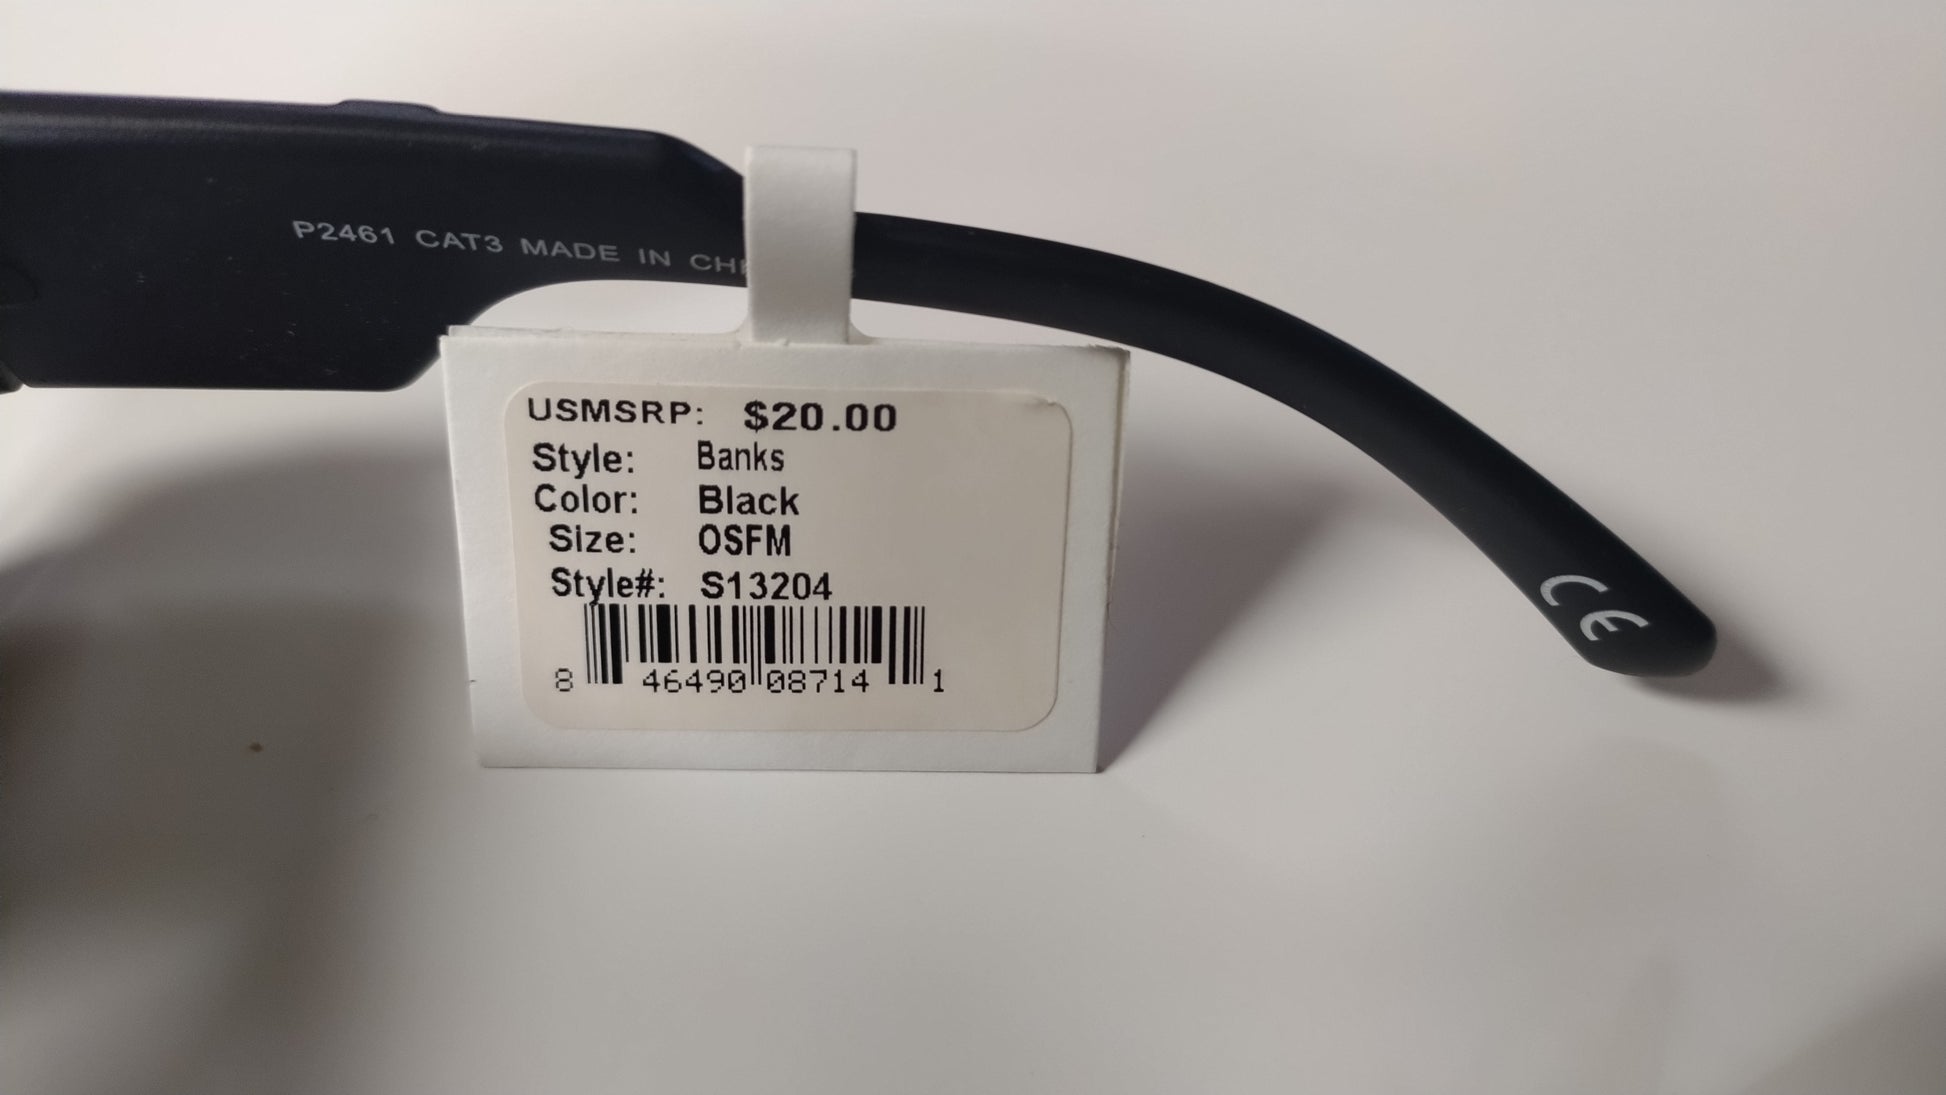 P2461 CAT3 MADE IN
USMSRP: $20.00
Style: Banks
Color: Black
Size: OSFM
Style#: S13204
8 46490 08714 1
CE